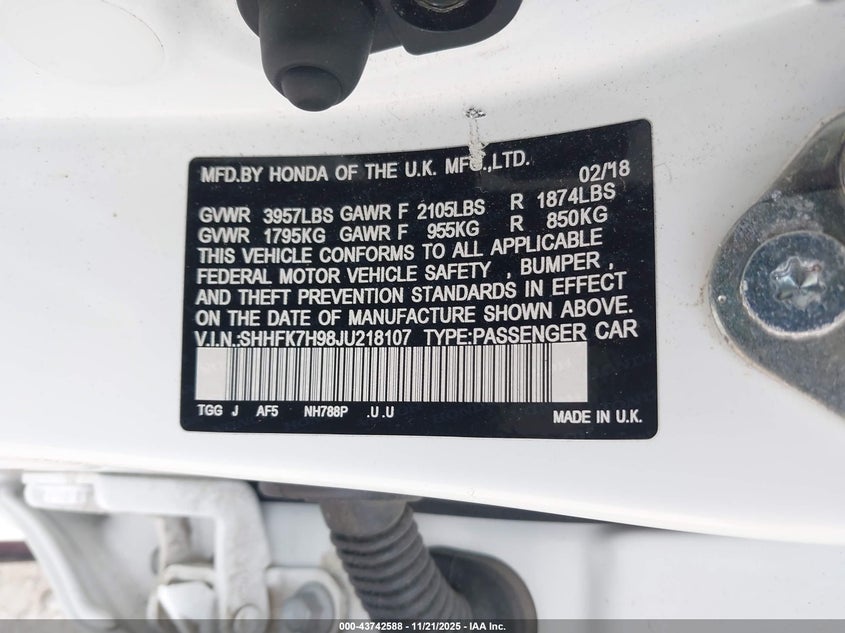 MFD.BY HONDA OF THE U.K. MFG.,LTD. 02/18
GVWR 3957LBS GAWR F 2105LBS R 1874LBS
GVWR 1795KG GAWR F 955KG R 850KG
THIS VEHICLE CONFORMS TO ALL APPLICABLE
FEDERAL MOTOR VEHICLE SAFETY , BUMPER ,
AND THEFT PREVENTION STANDARDS IN EFFECT
ON THE DATE OF MANUFACTURE SHOWN ABOVE.
V.I.N.:SHHFK7H98JU218107 TYPE:PASSENGER CAR
TGG J AF5 NH788P .U .U MADE IN U.K.
000-43742588 - 11/21/2025 - IAA Inc.